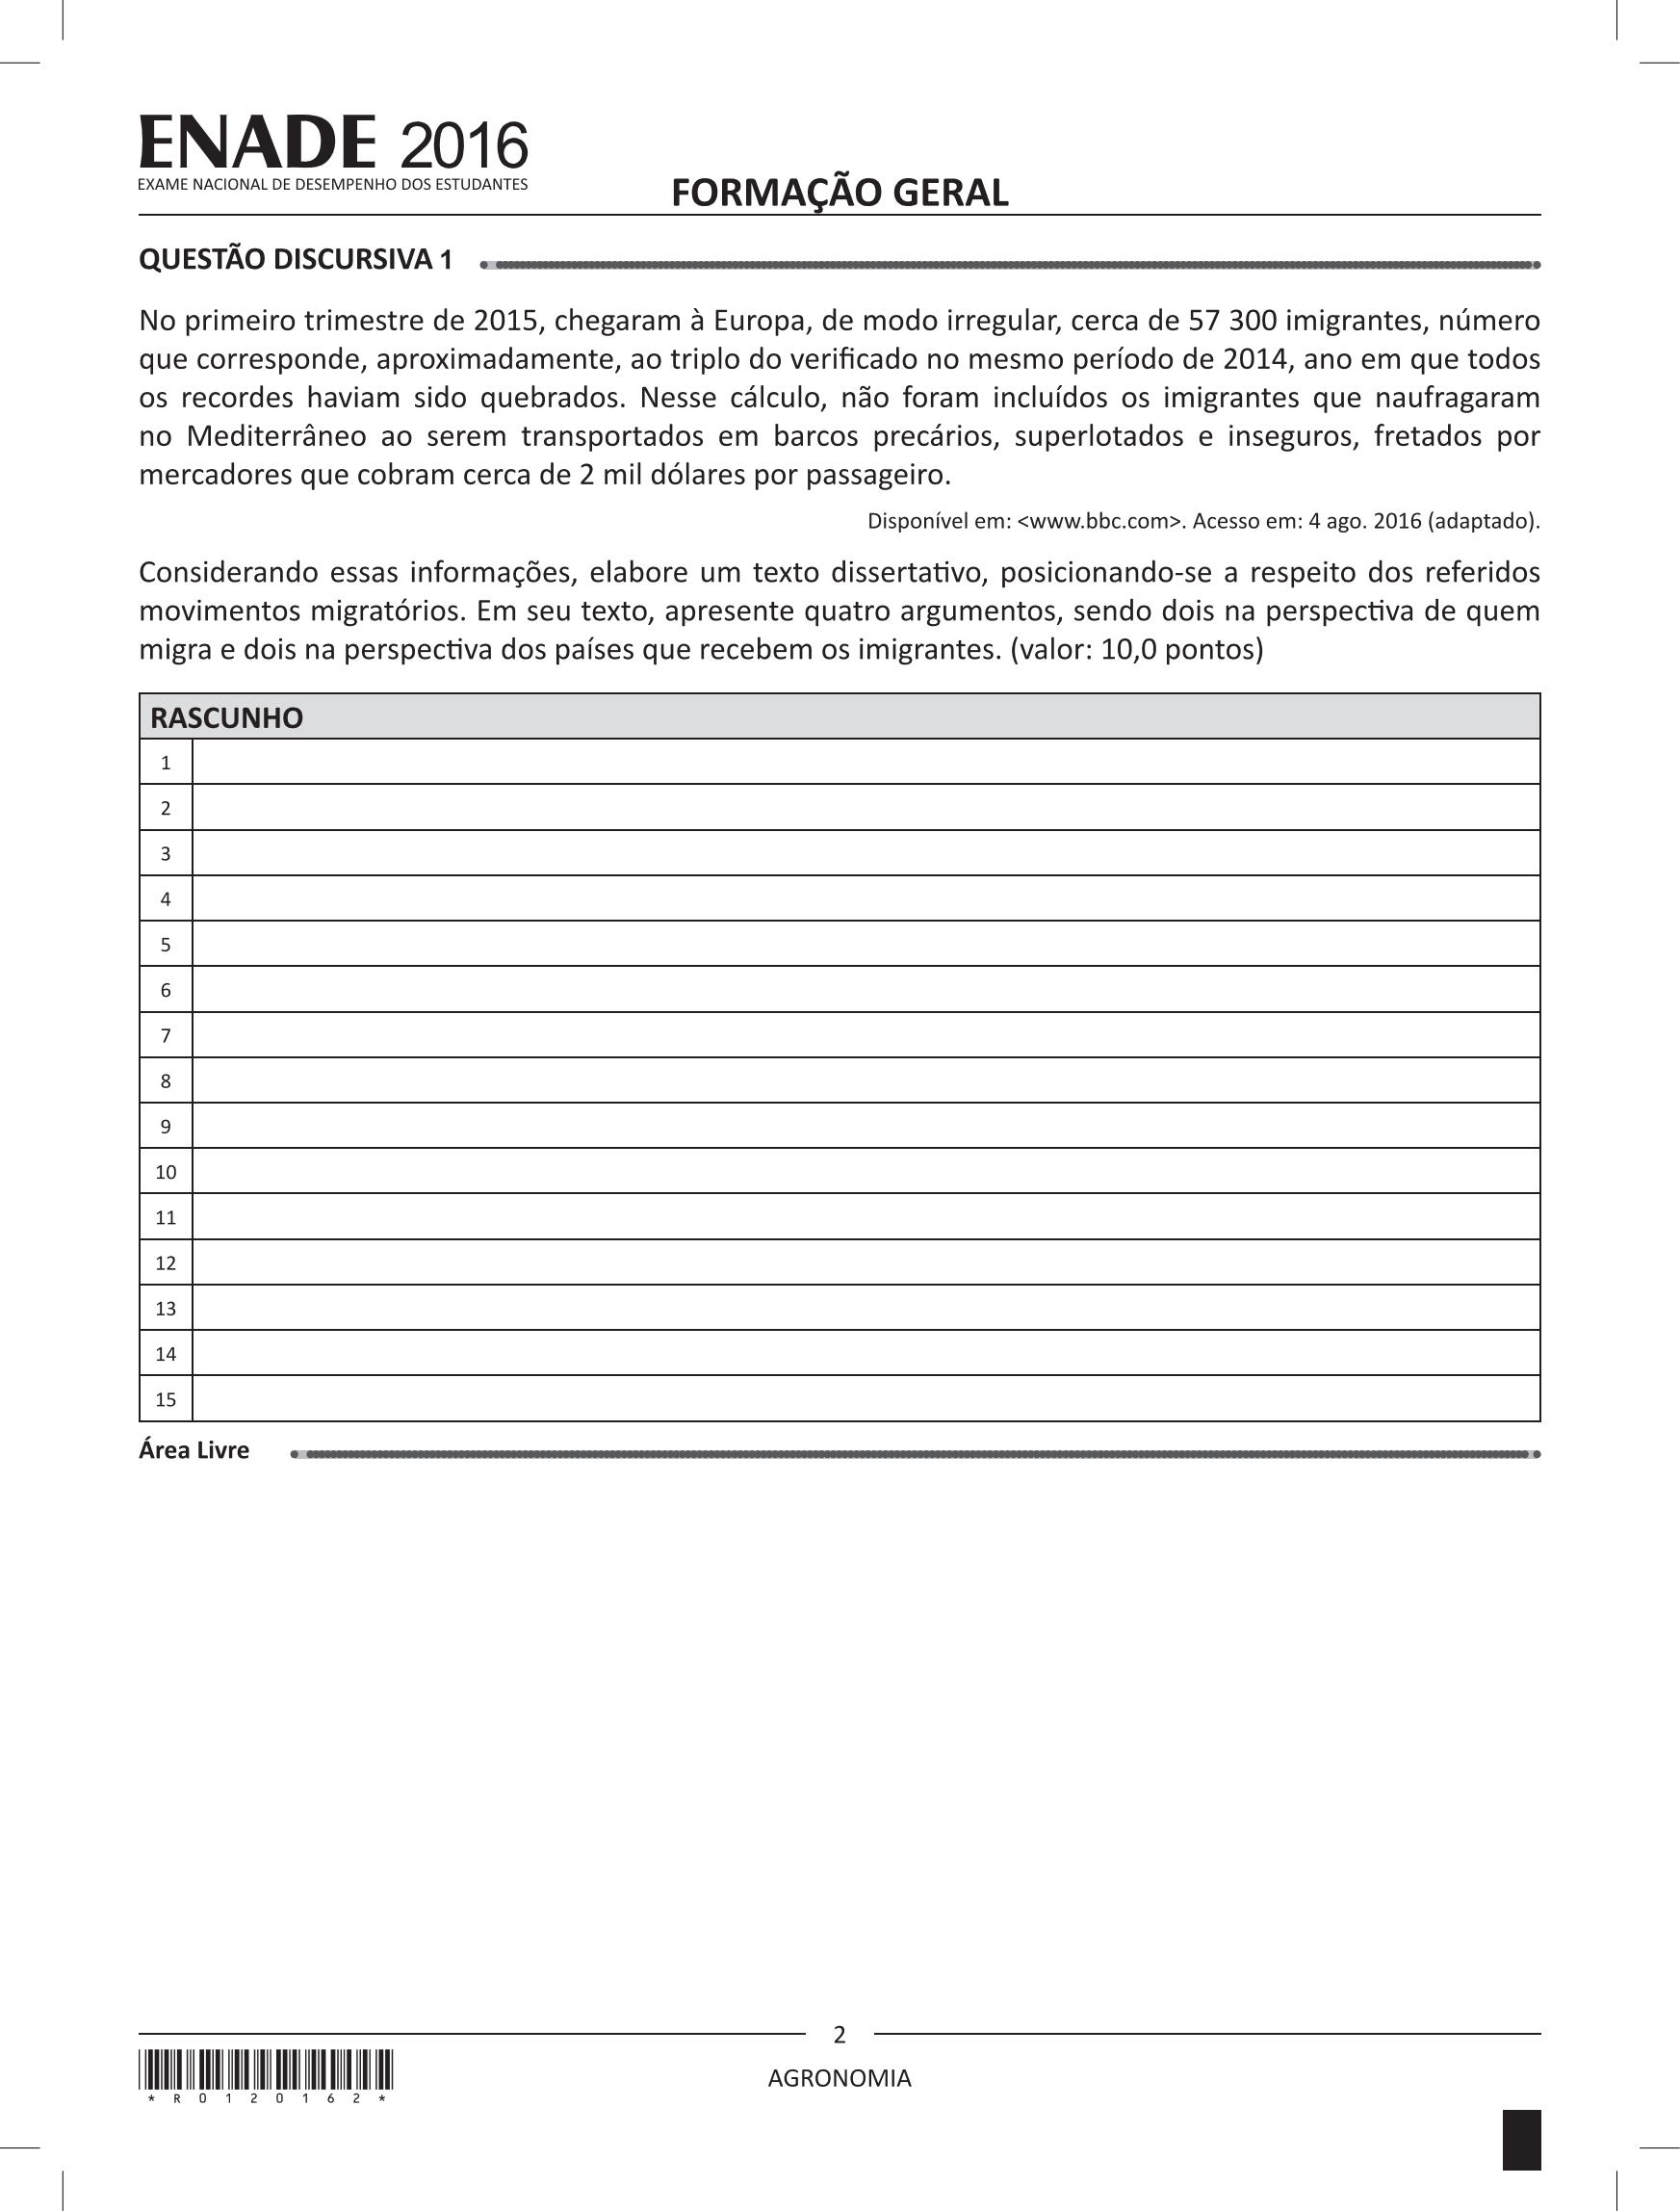 ENADE 2016
EXAME NACIONAL DE DESEMPENHO DOS ESTUDANTES
FORMAÇÃO GERAL
QUESTÃO DISCURSIVA 1
No primeiro trimestre de 2015, chegaram à Europa, de modo irregular, cerca de 57 300 imigrantes, número
que corresponde, aproximadamente, ao triplo do verificado no mesmo período de 2014, ano em que todos
os recordes haviam sido quebrados. Nesse cálculo, não foram incluídos os imigrantes que naufragaram
no Mediterrâneo ao serem transportados em barcos precários, superlotados e inseguros, fretados por
mercadores que cobram cerca de 2 mil dólares por passageiro.
Disponível em: <www.bbc.com>. Acesso em: 4 ago. 2016 (adaptado).
Considerando essas informações, elabore um texto dissertativo, posicionando-se a respeito dos referidos
movimentos migratórios. Em seu texto, apresente quatro argumentos, sendo dois na perspectiva de quem
migra e dois na perspectiva dos países que recebem os imigrantes. (valor: 10,0 pontos)
RASCUNHO
1
2
3
4
5
6
7
8
9
10
11
12
13
14
15
Área Livre
2
AGRONOMIA
* R 0 1 2 0 1 6 2 *